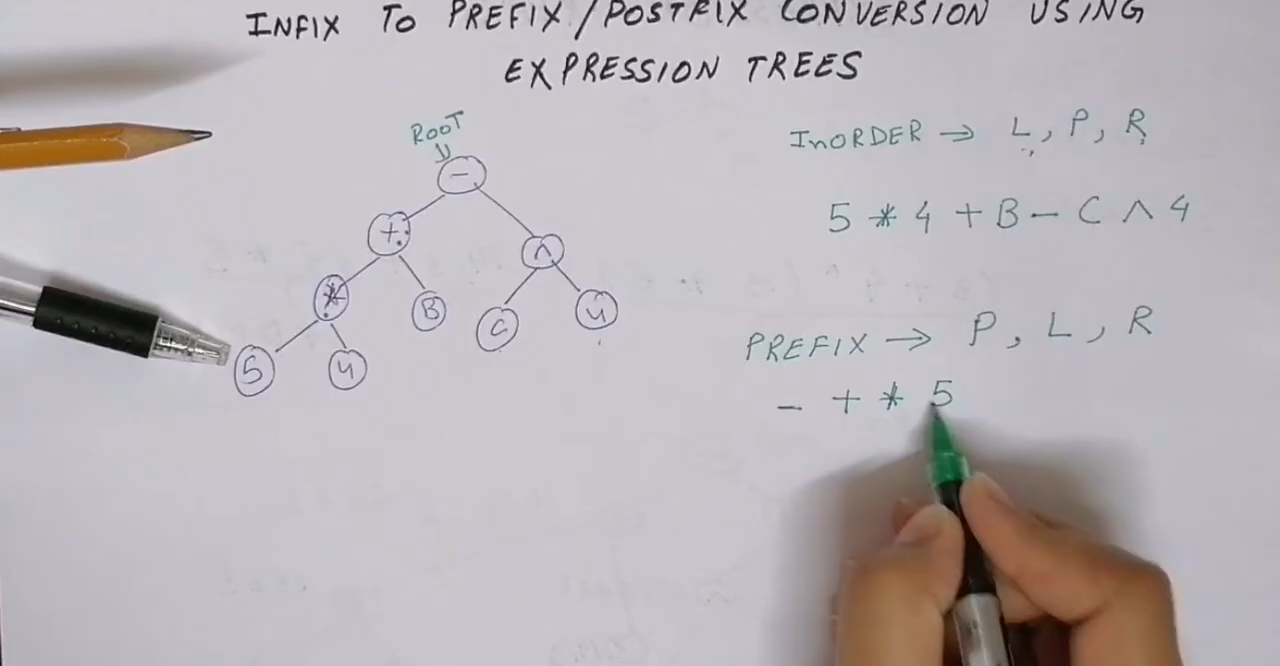 INFIX TO PREFIX/POSTFIX CONVERSION USING
EXPRESSION TREES
ROOT
InORDER → L, P, R
5 * 4 + B - C ^ 4
PREFIX → P, L, R
- + * 5
-
+
^
*
B
C
4
5
4